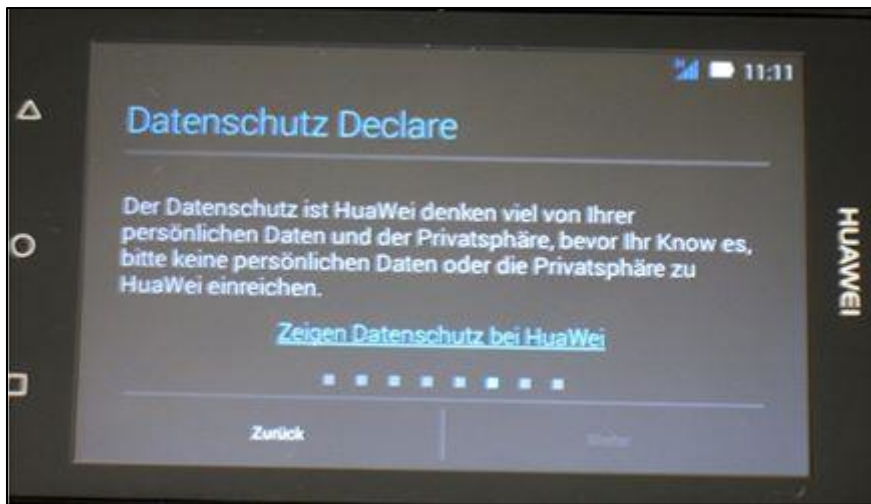 11:11
Datenschutz Declare
Der Datenschutz ist HuaWei denken viel von Ihrer
persönlichen Daten und der Privatsphäre, bevor Ihr Know es,
bitte keine persönlichen Daten oder die Privatsphäre zu
HuaWei einreichen.
Zeigen Datenschutz bei HuaWei
Zurück
HUAWEI